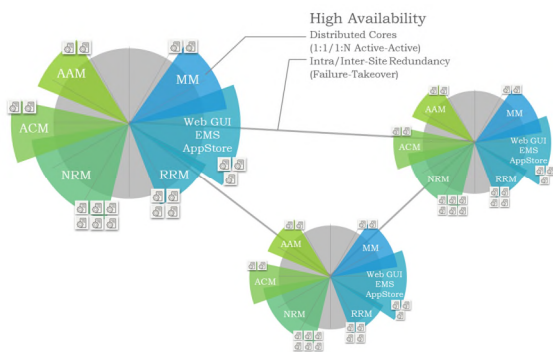 High Availability
Distributed Cores
(1:1/1:N Active-Active)
Intra/Inter-Site Redundancy
(Failure-Takeover)
AAM
MM
ACM
Web GUI
EMS
AppStore
NRM
RRM
AAM
MM
ACM
Web GUI
EMS
AppStore
NRM
RRM
AAM
MM
ACM
Web GUI
EMS
AppStore
NRM
RRM